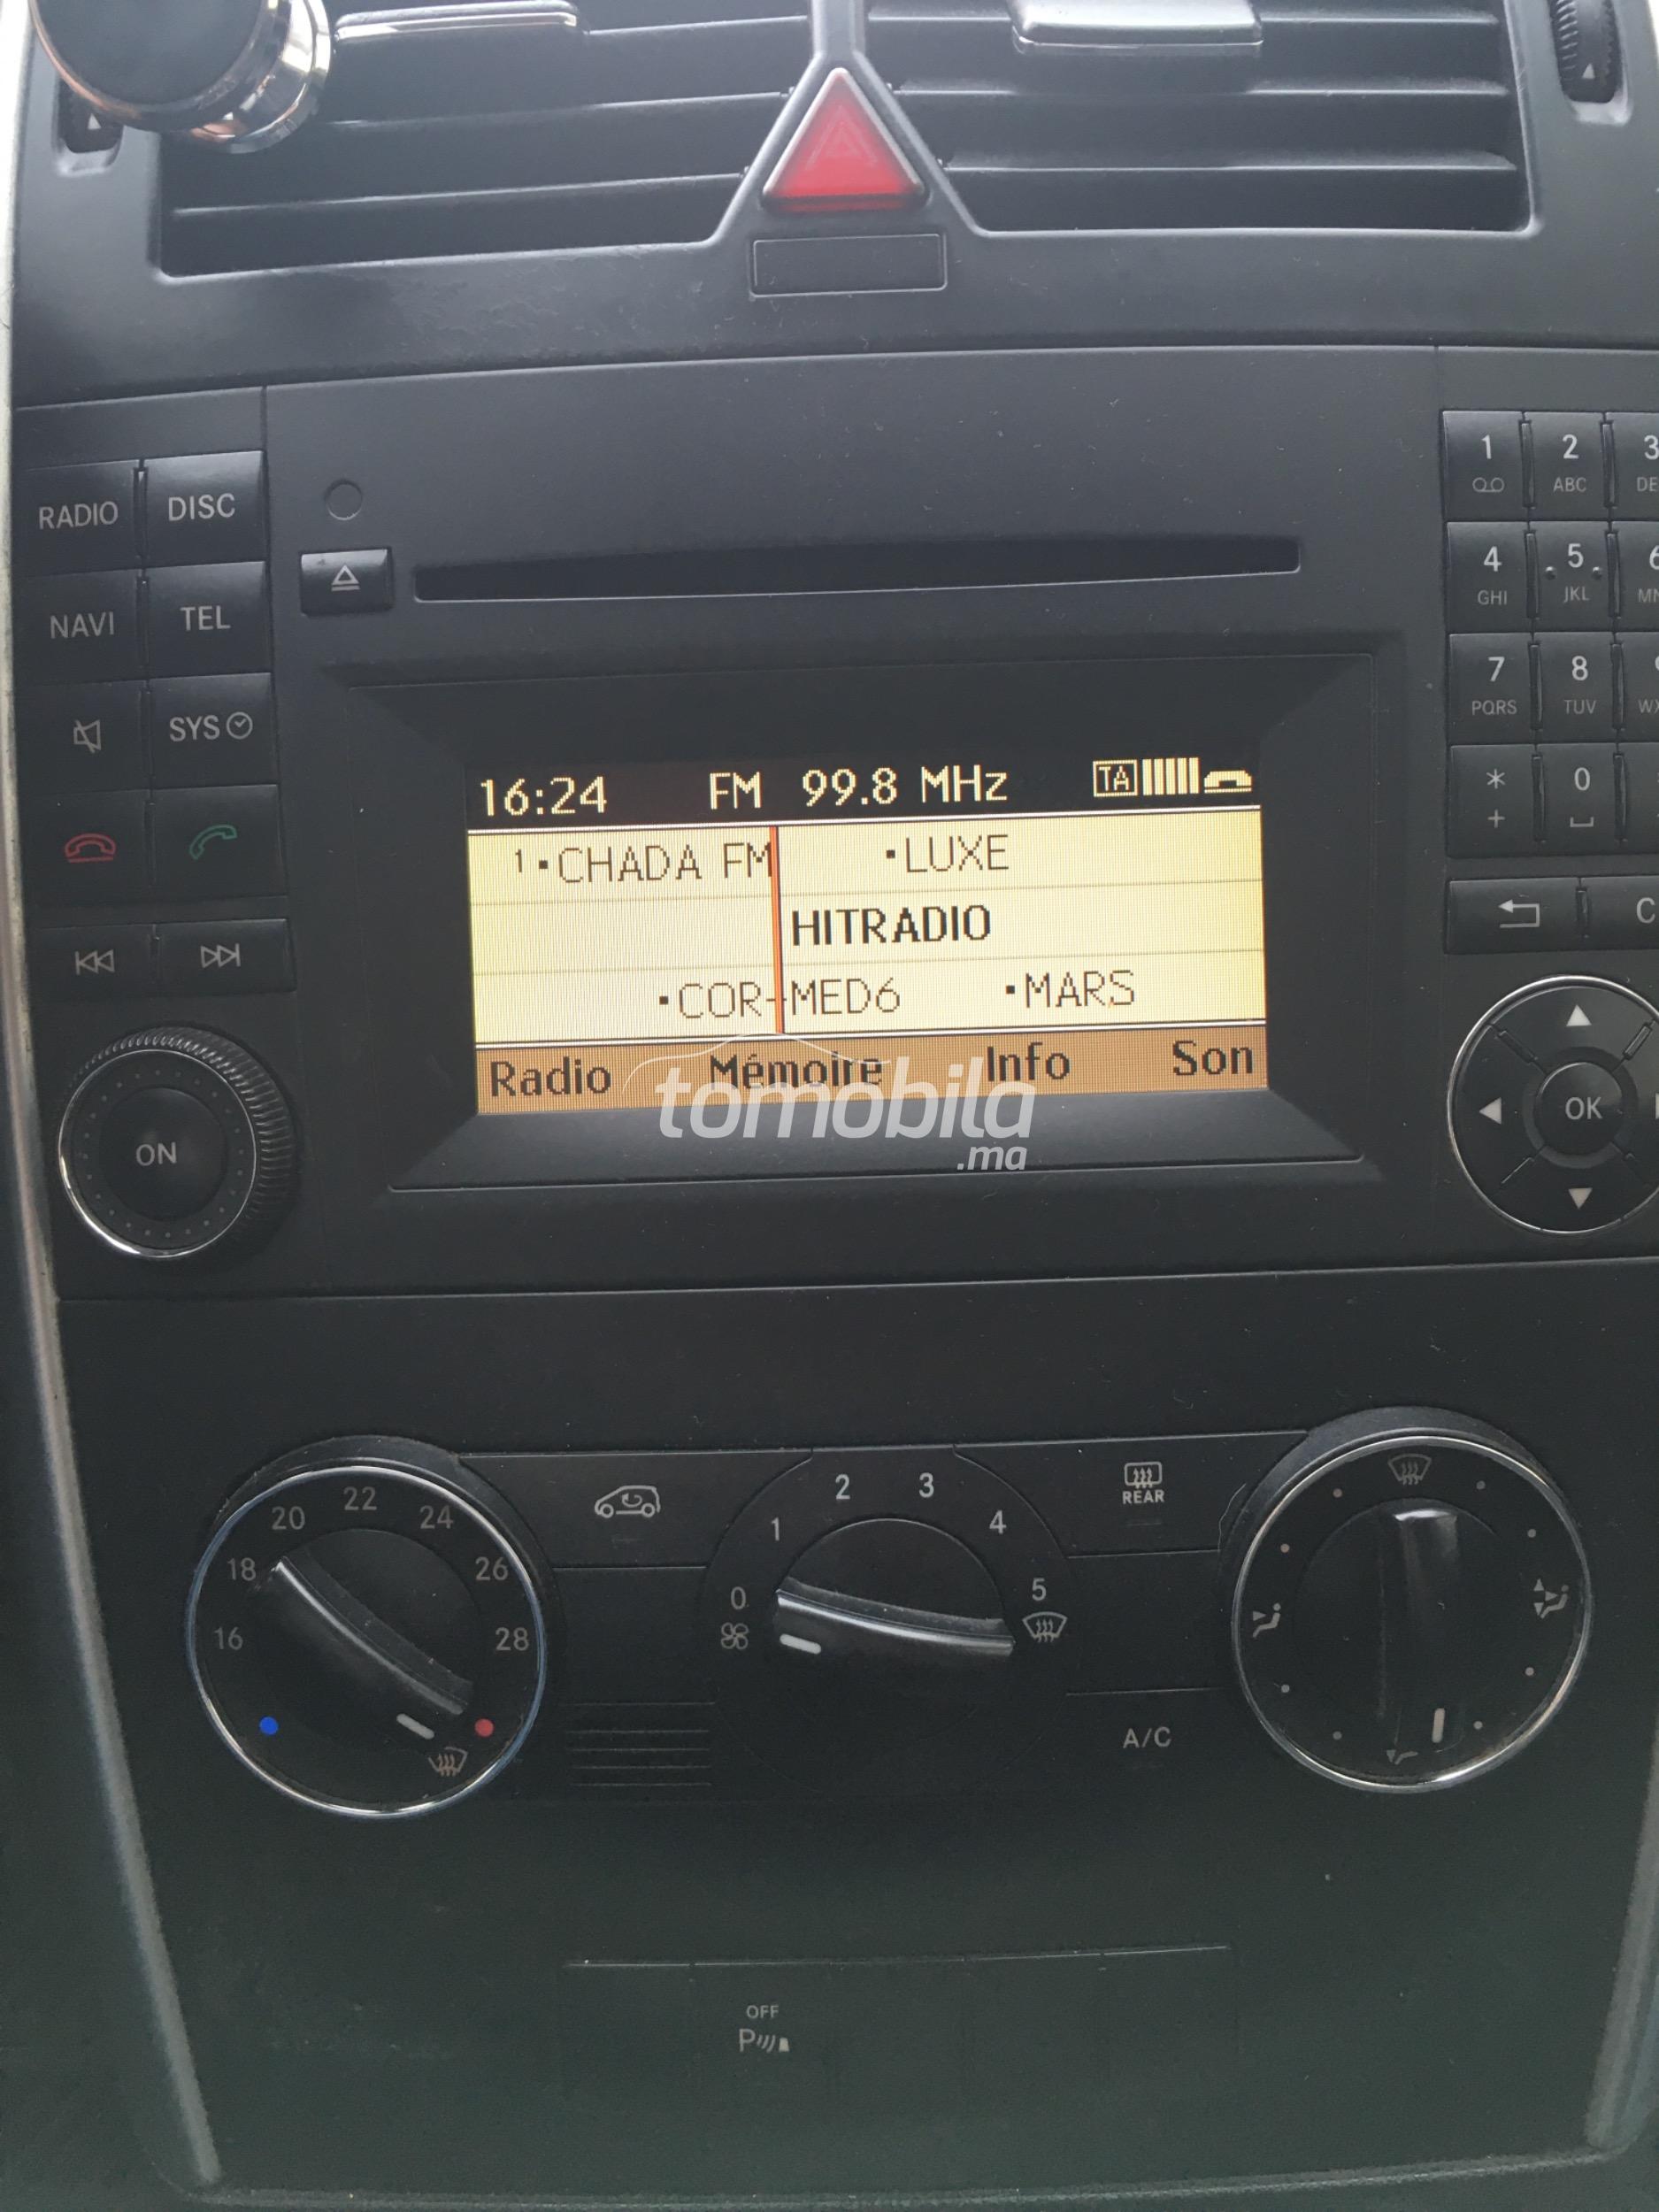 RADIO DISC
NAVI TEL
SYS
ON
1 2 3
ABC DE
4 5 6
GHI JKL MN
7 8 9
PQRS TUV WX
* 0
+
C
OK
16:24 FM 99.8 MHz TA
1 •CHADA FM •LUXE
HITRADIO
•COR-MED6 •MARS
Radio Mémoire Info Son
tomobila
.ma
16 18 20 22 24 26 28
0 1 2 3 4 5
REAR
A/C
OFF
P